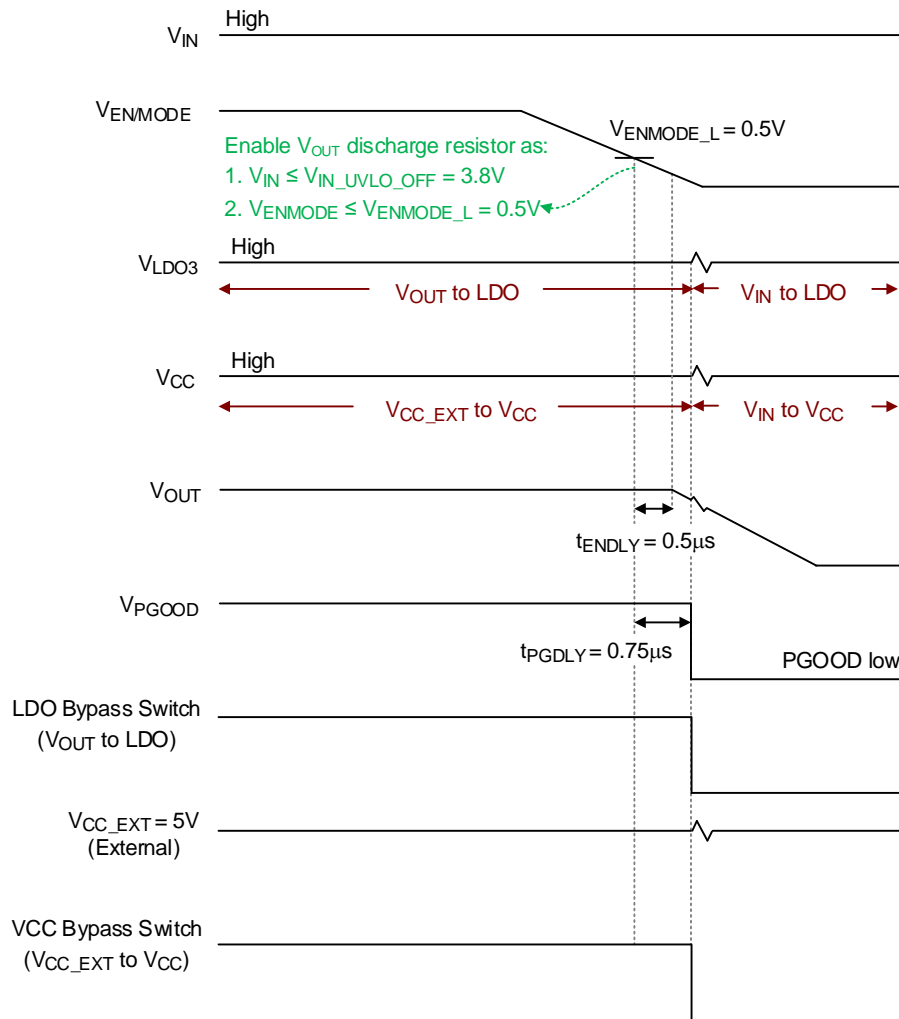 High
VIN
VEN/MODE
VENMODE_L = 0.5V
Enable VOUT discharge resistor as:
1. VIN ≤ VIN_UVLO_OFF = 3.8V
2. VENMODE ≤ VENMODE_L = 0.5V
High
VLDO3
VOUT to LDO
VIN to LDO
High
VCC
VCC_EXT to VCC
VIN to VCC
VOUT
tENDLY = 0.5μs
VPGOOD
tPGDLY = 0.75μs
PGOOD low
LDO Bypass Switch
(VOUT to LDO)
VCC_EXT = 5V
(External)
VCC Bypass Switch
(VCC_EXT to VCC)